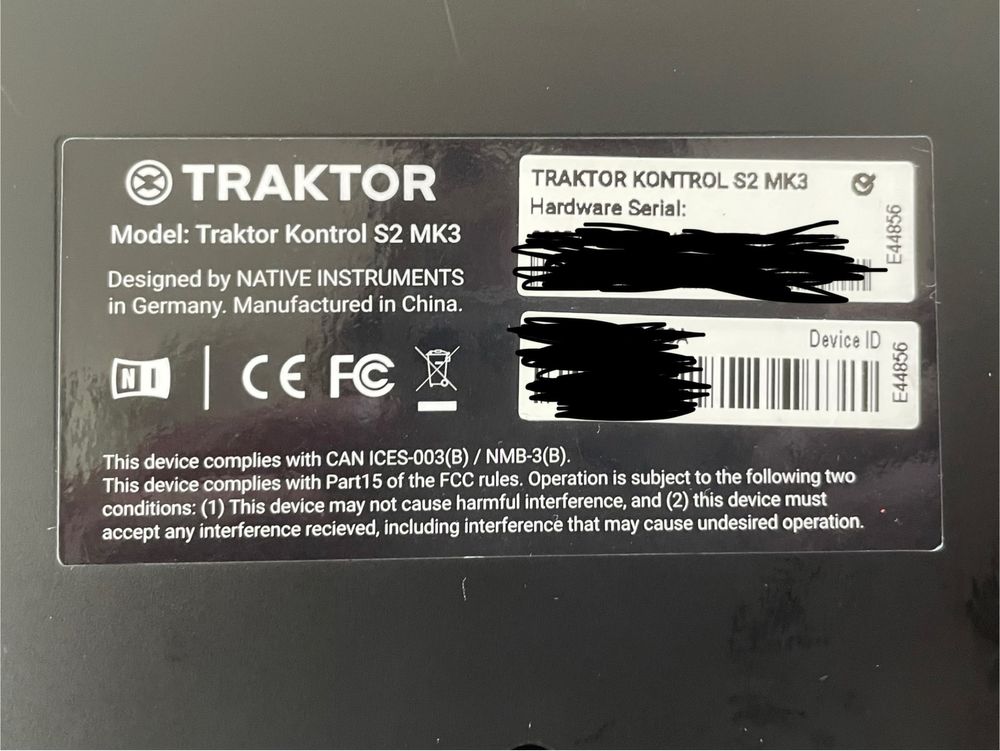 TRAKTOR
Model: Traktor Kontrol S2 MK3
Designed by NATIVE INSTRUMENTS
in Germany. Manufactured in China.
NI
CE FC
TRAKTOR KONTROL S2 MK3
Hardware Serial:
E44856
Device ID
E44856
This device complies with CAN ICES-003(B) / NMB-3(B).
This device complies with Part15 of the FCC rules. Operation is subject to the following two
conditions: (1) This device may not cause harmful interference, and (2) this device must
accept any interference recieved, including interference that may cause undesired operation.